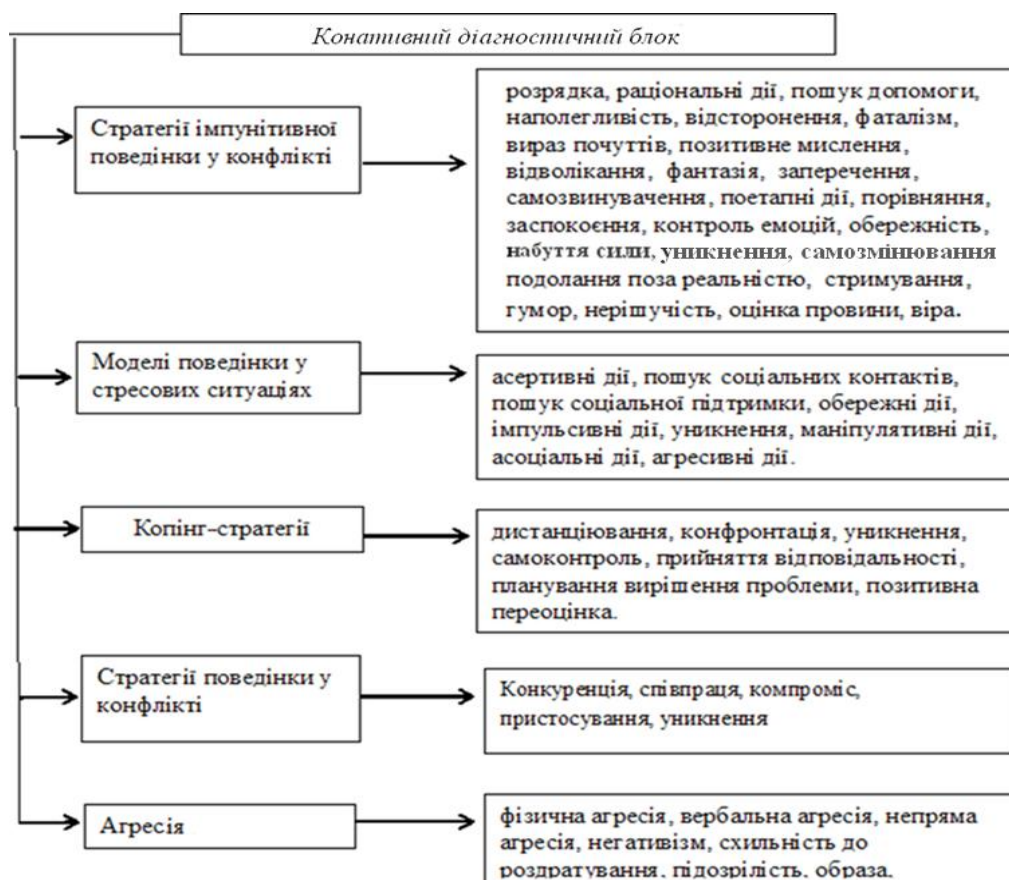 Конативний діагностичний блок
Стратегії імпунітивної
поведінки у конфлікті
розрядка, раціональні дії, пошук допомоги,
наполегливість, відсторонення, фаталізм,
вираз почуттів, позитивне мислення,
відволікання, фантазія, заперечення,
самозвинувачення, поетапні дії, порівняння,
заспокоєння, контроль емоцій, обережність,
набуття сили, уникнення, самозмінювання
подолання поза реальністю, стримування,
гумор, нерішучість, оцінка провини, віра.
Моделі поведінки у
стресових ситуаціях
асертивні дії, пошук соціальних контактів,
пошук соціальної підтримки, обережні дії,
імпульсивні дії, уникнення, маніпулятивні дії,
асоціальні дії, агресивні дії.
Копінг-стратегії
дистанціювання, конфронтація, уникнення,
самоконтроль, прийняття відповідальності,
планування вирішення проблеми, позитивна
переоцінка.
Стратегії поведінки у
конфлікті
Конкуренція, співпраця, компроміс,
пристосування, уникнення
Агресія
фізична агресія, вербальна агресія, непряма
агресія, негативізм, схильність до
роздратування, підозрілість, образа,